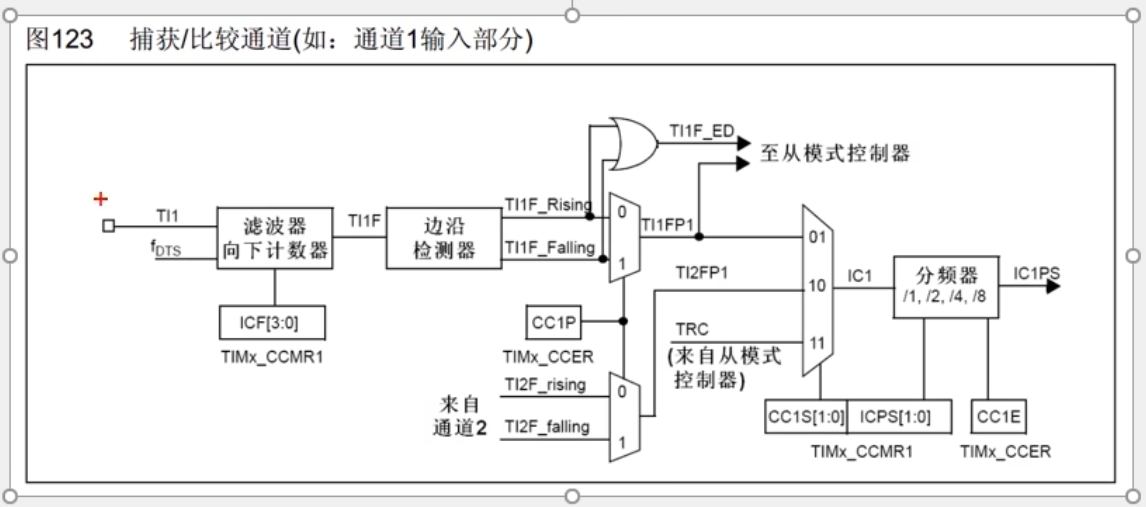 图123 捕获/比较通道(如：通道1输入部分)
TI1F_ED
至从模式控制器
TI1
fDTS
滤波器
向下计数器
TI1F
边沿
检测器
TI1F_Rising
TI1F_Falling
0
1
TI1FP1
01
10
11
TI2FP1
TRC
(来自从模式
控制器)
IC1
分频器
/1, /2, /4, /8
IC1PS
ICF[3:0]
TIMx_CCMR1
CC1P
TIMx_CCER
来自
通道2
TI2F_rising
TI2F_falling
0
1
CC1S[1:0]
ICPS[1:0]
TIMx_CCMR1
CC1E
TIMx_CCER